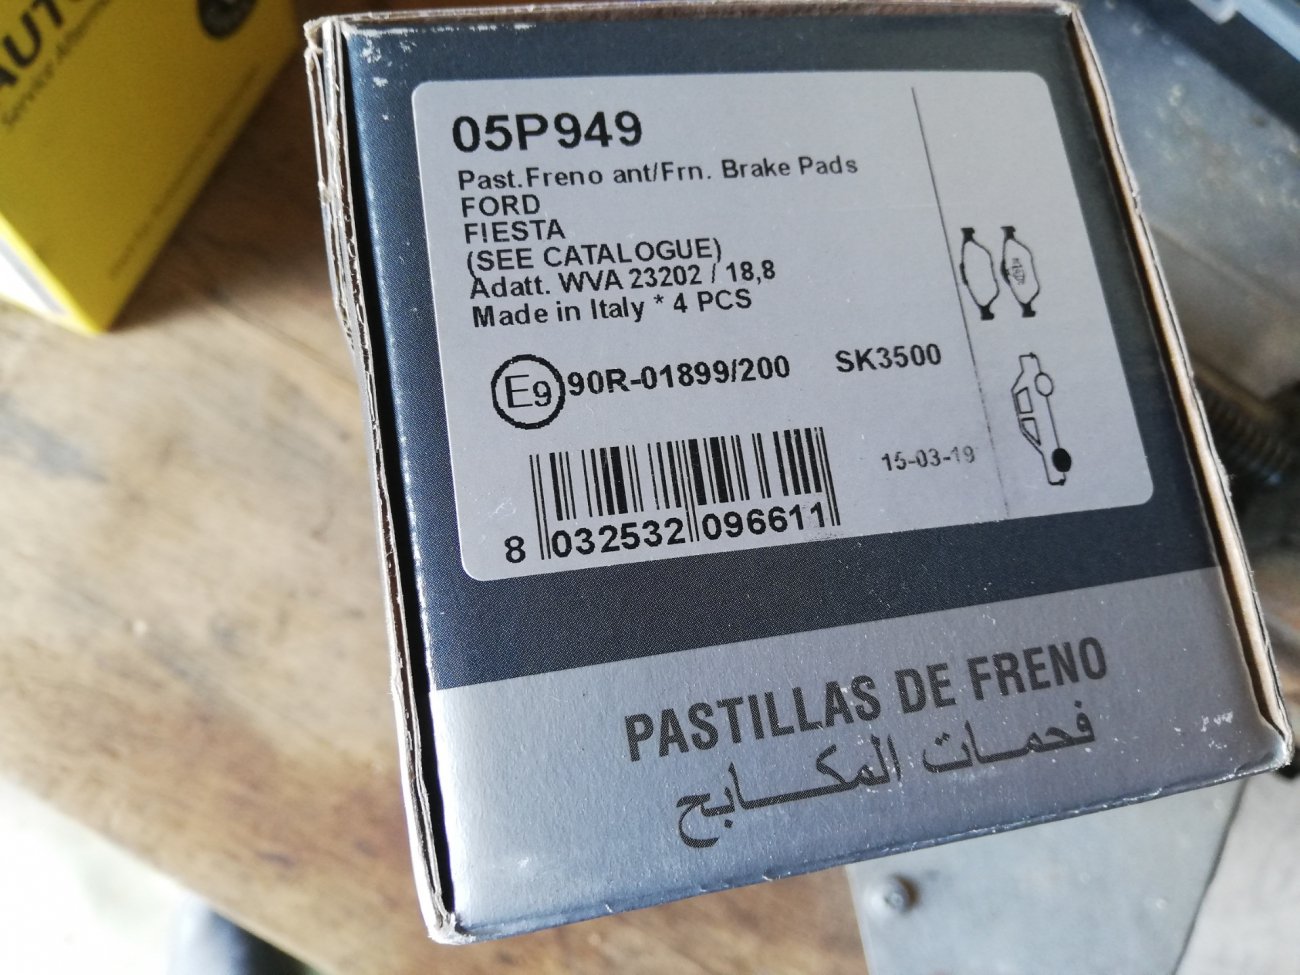 AUTO
05P949
Past.Freno ant/Frn. Brake Pads
FORD
FIESTA
(SEE CATALOGUE)
Adatt. WVA 23202 / 18,8
Made in Italy * 4 PCS
E9 90R-01899/200 SK3500
15-03-19
8 032532 096611
PASTILLAS DE FRENO
فحمات المكابح